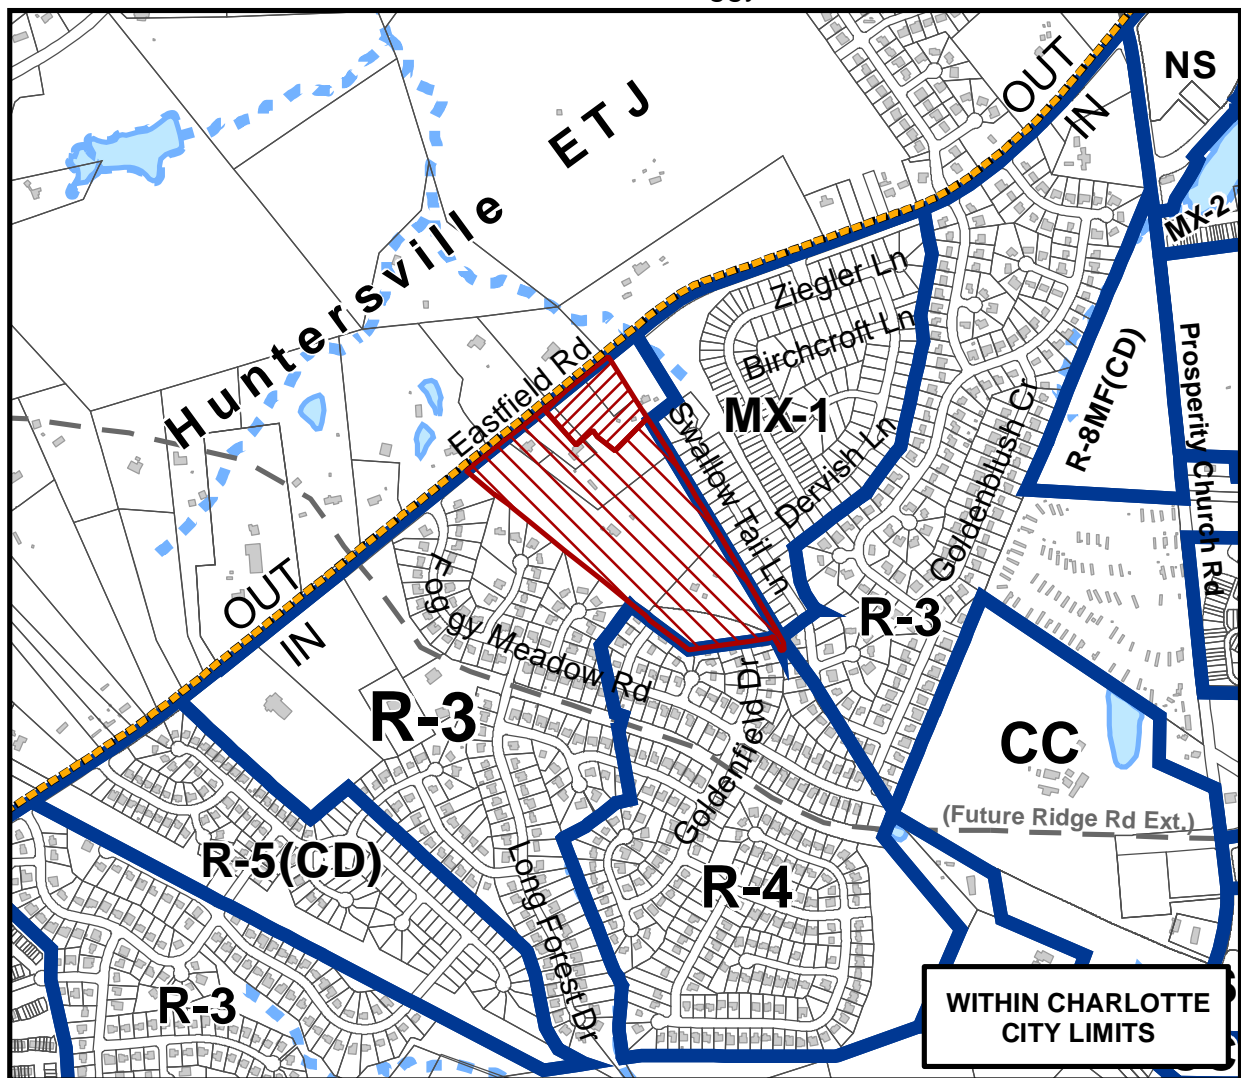 NS
OUT
IN
Huntersville ETJ
MX-2
Ziegler Ln
Birchcroft Ln
Eastfield Rd
MX-1
Swallow Tail Ln
Dervish Ln
Goldenblush Cr
R-8MF(CD)
Prosperity Church Rd
OUT
IN
Foggy Meadow Rd
R-3
R-3
Goldenfield Dr
CC
(Future Ridge Rd Ext.)
R-5(CD)
Long Forest Dr
R-4
R-3
WITHIN CHARLOTTE
CITY LIMITS